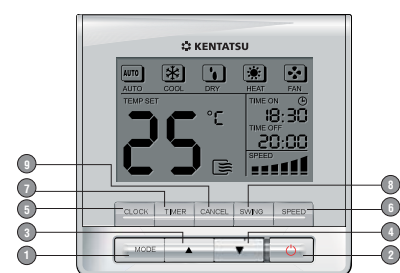 KENTATSU
AUTO
AUTO COOL DRY HEAT FAN
TEMP SET
25 °C
TIME ON
18:30
TIME OFF
20:00
SPEED
9
7
5
3
1
8
6
4
2
CLOCK TIMER CANCEL SWING SPEED
MODE ▲ ▼